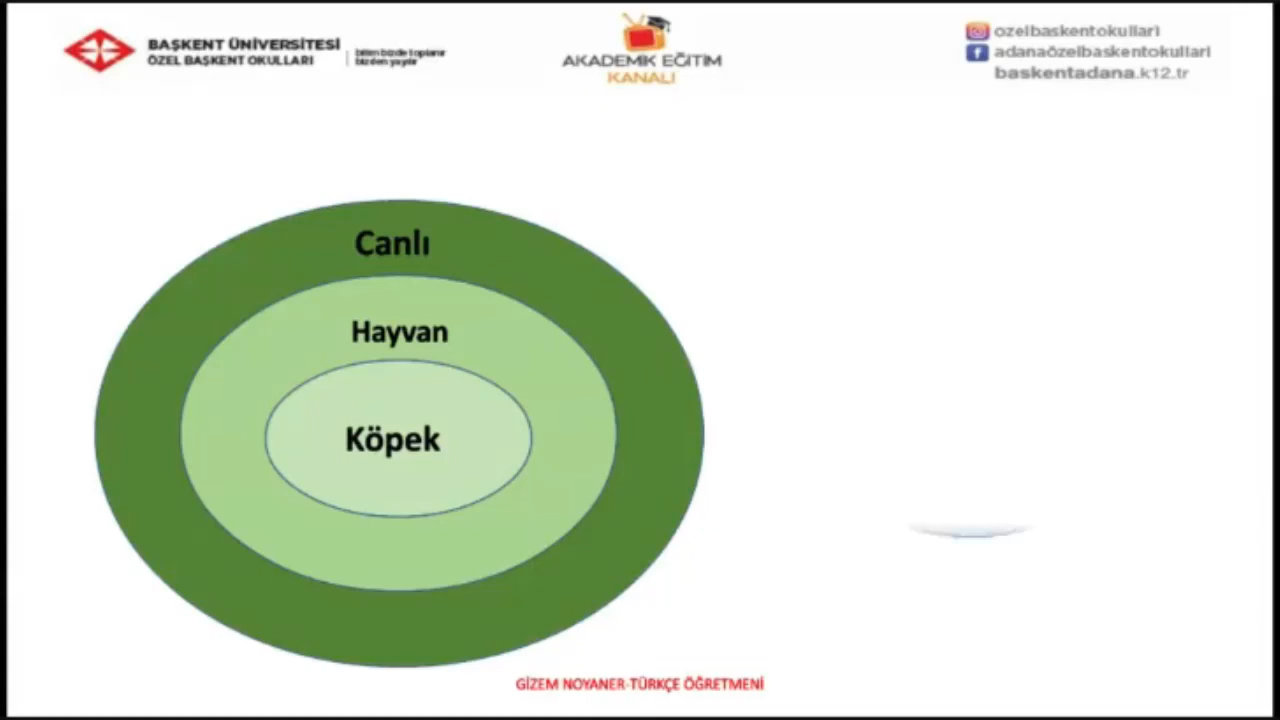 BAŞKENT ÜNİVERSİTESİ
ÖZEL BAŞKENT OKULLARI
bilim bizde toplanır
bizden yayılır
AKADEMİK EĞİTİM
KANALI
ozelbaskentokullari
adanaözelbaskentokullari
baskentadana.k12.tr
Canlı
Hayvan
Köpek
GİZEM NOYANER-TÜRKÇE ÖĞRETMENİ